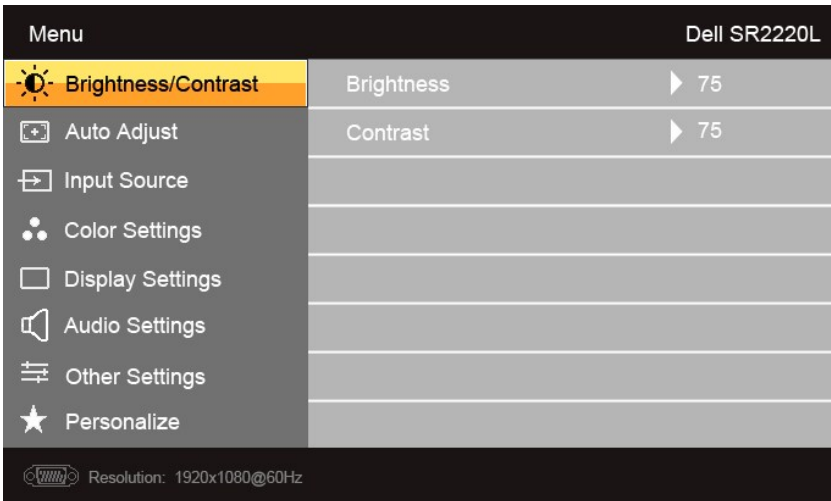 Menu Dell SR2220L
Brightness/Contrast Brightness 75
Auto Adjust Contrast 75
Input Source
Color Settings
Display Settings
Audio Settings
Other Settings
Personalize
Resolution: 1920x1080@60Hz